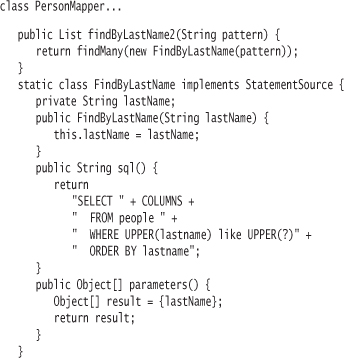 class PersonMapper...
public List findByLastName2(String pattern) {
return findMany(new FindByLastName(pattern));
}
static class FindByLastName implements StatementSource {
private String lastName;
public FindByLastName(String lastName) {
this.lastName = lastName;
}
public String sql() {
return
"SELECT " + COLUMNS +
"  FROM people " +
"  WHERE UPPER(lastname) like UPPER(?)" +
"  ORDER BY lastname";
}
public Object[] parameters() {
Object[] result = {lastName};
return result;
}
}